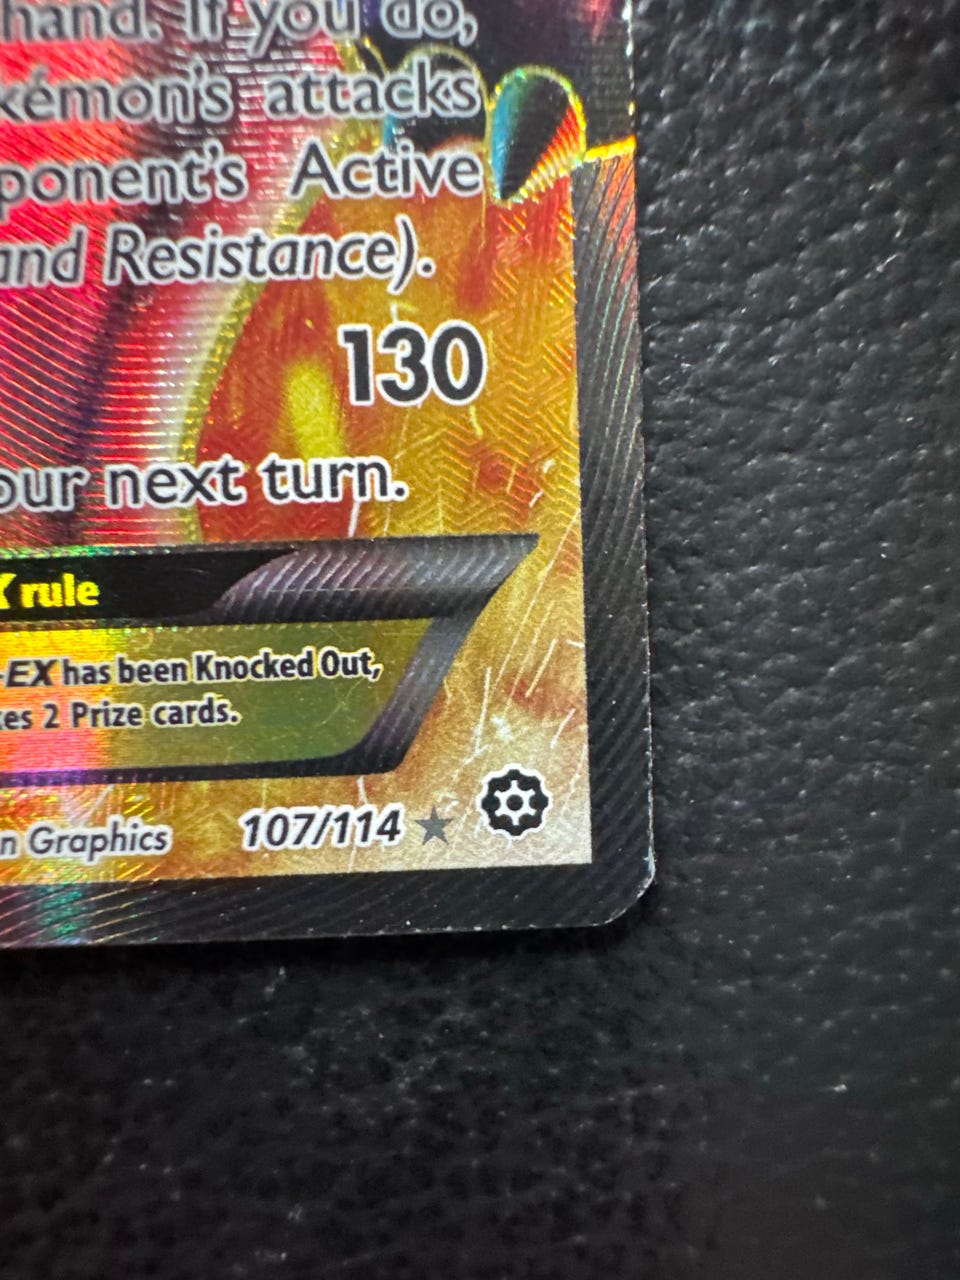 hand. If you do,
kémon's attacks
ponent's Active
and Resistance).
130
our next turn.
X rule
-EX has been Knocked Out,
es 2 Prize cards.
n Graphics 107/114